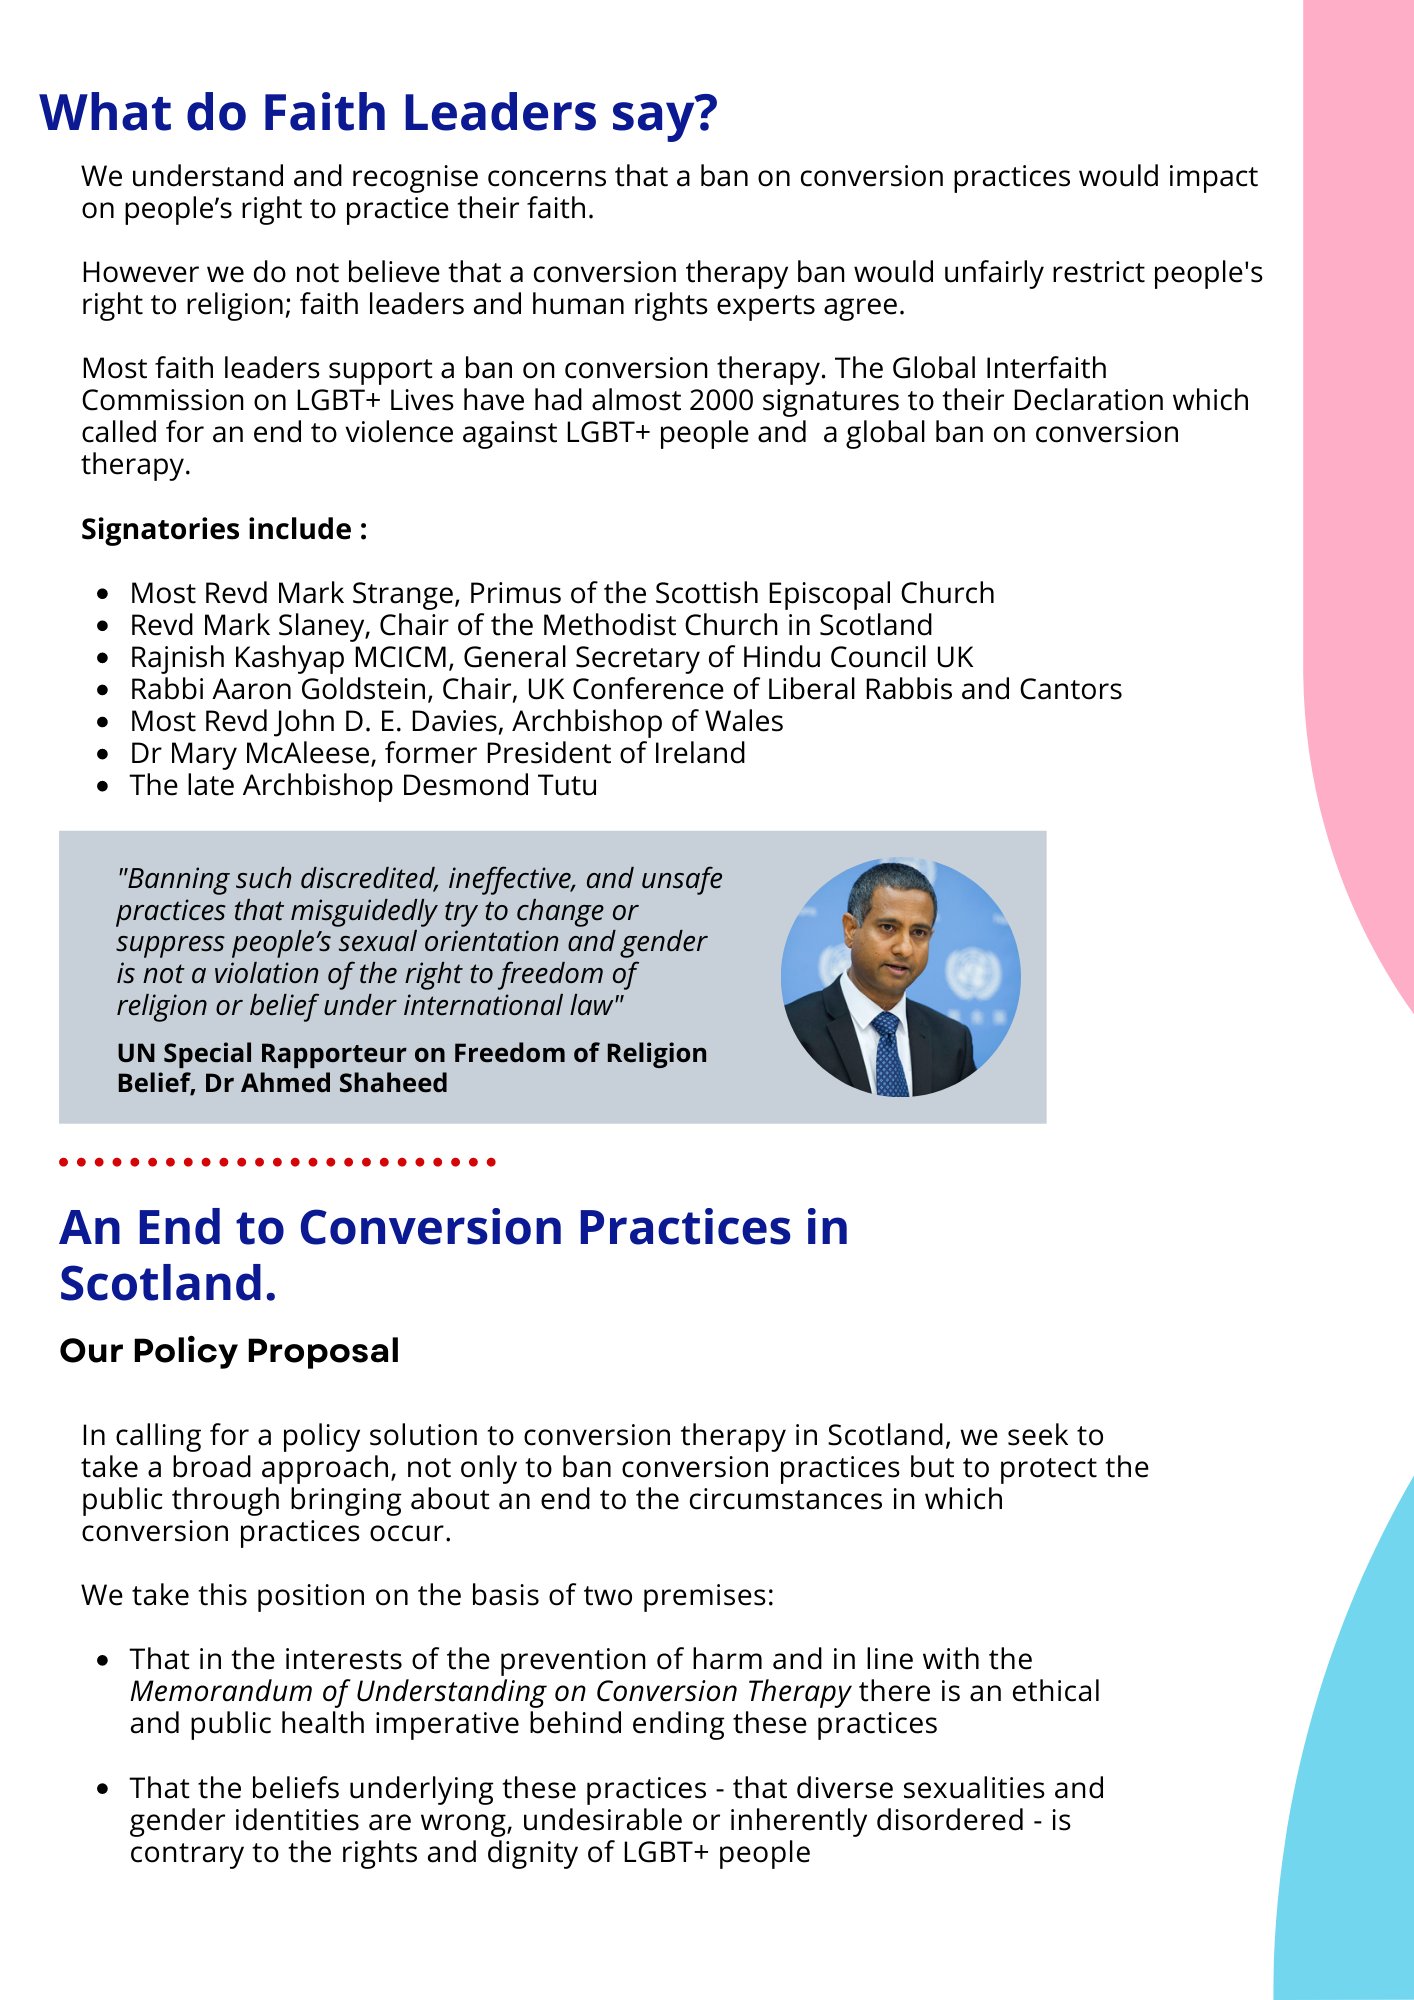 What do Faith Leaders say?
We understand and recognise concerns that a ban on conversion practices would impact
on people’s right to practice their faith.
However we do not believe that a conversion therapy ban would unfairly restrict people's
right to religion; faith leaders and human rights experts agree.
Most faith leaders support a ban on conversion therapy. The Global Interfaith
Commission on LGBT+ Lives have had almost 2000 signatures to their Declaration which
called for an end to violence against LGBT+ people and  a global ban on conversion
therapy.
Signatories include :
• Most Revd Mark Strange, Primus of the Scottish Episcopal Church
• Revd Mark Slaney, Chair of the Methodist Church in Scotland
• Rajnish Kashyap MCICM, General Secretary of Hindu Council UK
• Rabbi Aaron Goldstein, Chair, UK Conference of Liberal Rabbis and Cantors
• Most Revd John D. E. Davies, Archbishop of Wales
• Dr Mary McAleese, former President of Ireland
• The late Archbishop Desmond Tutu
"Banning such discredited, ineffective, and unsafe
practices that misguidedly try to change or
suppress people’s sexual orientation and gender
is not a violation of the right to freedom of
religion or belief under international law"
UN Special Rapporteur on Freedom of Religion
Belief, Dr Ahmed Shaheed
An End to Conversion Practices in
Scotland.
Our Policy Proposal
In calling for a policy solution to conversion therapy in Scotland, we seek to
take a broad approach, not only to ban conversion practices but to protect the
public through bringing about an end to the circumstances in which
conversion practices occur.
We take this position on the basis of two premises:
• That in the interests of the prevention of harm and in line with the
Memorandum of Understanding on Conversion Therapy there is an ethical
and public health imperative behind ending these practices
• That the beliefs underlying these practices - that diverse sexualities and
gender identities are wrong, undesirable or inherently disordered - is
contrary to the rights and dignity of LGBT+ people